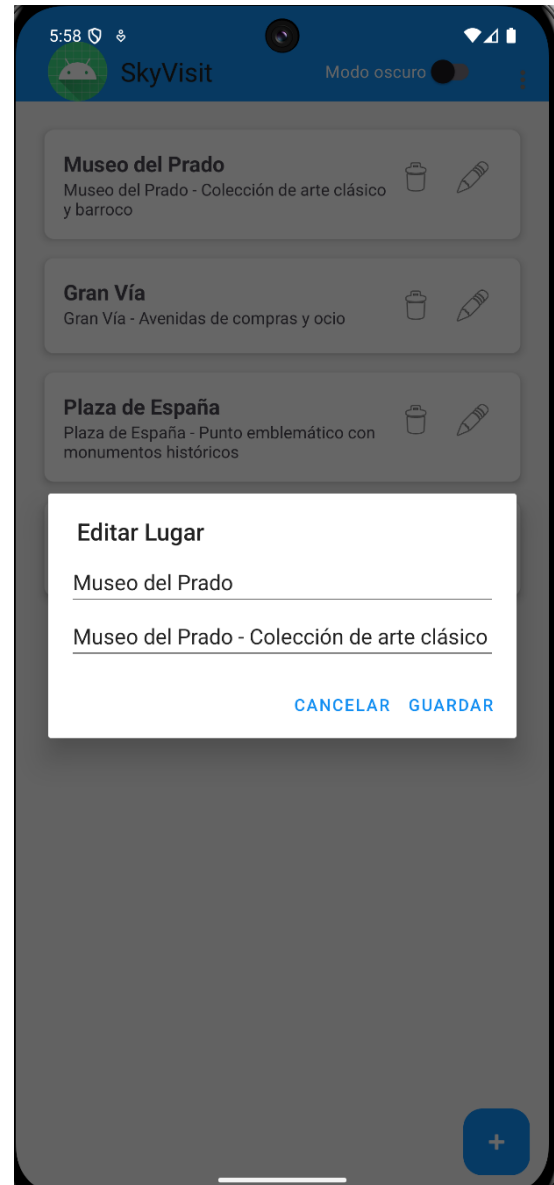 5:58
SkyVisit
Modo oscuro
Museo del Prado
Museo del Prado - Colección de arte clásico
y barroco
Gran Vía
Gran Vía - Avenidas de compras y ocio
Plaza de España
Plaza de España - Punto emblemático con
monumentos históricos
Editar Lugar
Museo del Prado
Museo del Prado - Colección de arte clásico
CANCELAR GUARDAR
+